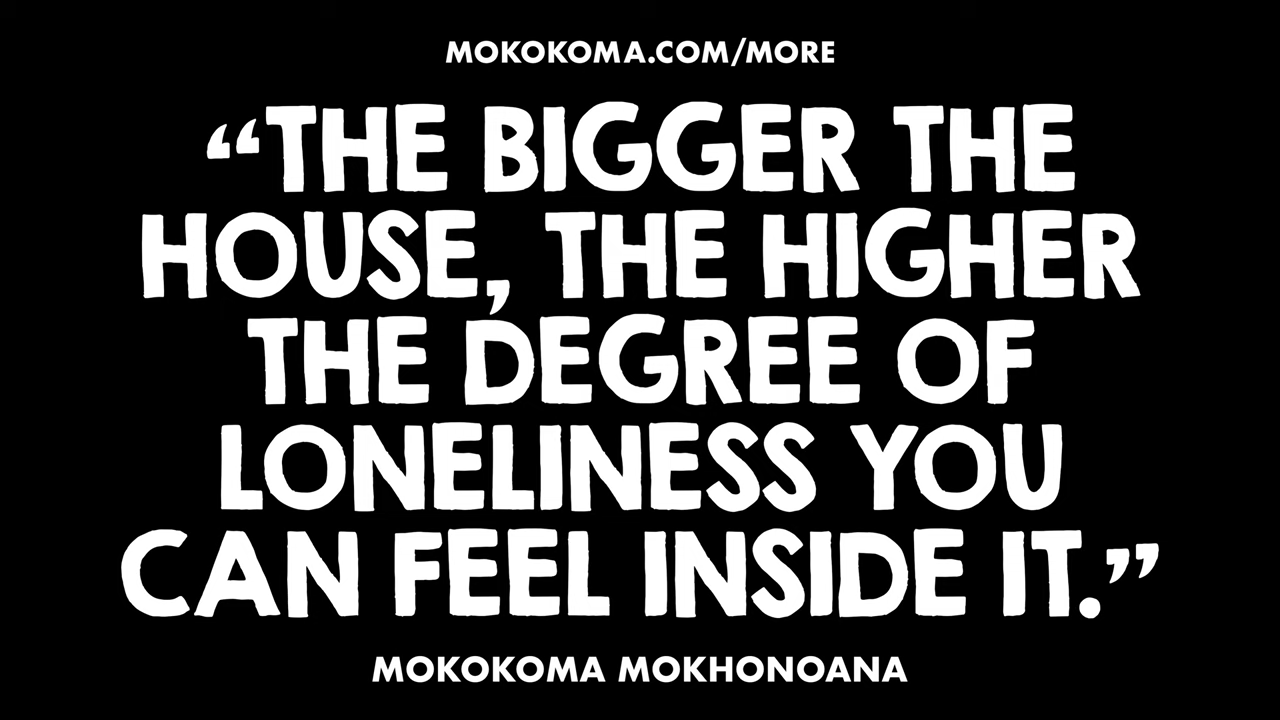 MOKOKOMA.COM/MORE
“THE BIGGER THE
HOUSE, THE HIGHER
THE DEGREE OF
LONELINESS YOU
CAN FEEL INSIDE IT.”
MOKOKOMA MOKHONOANA